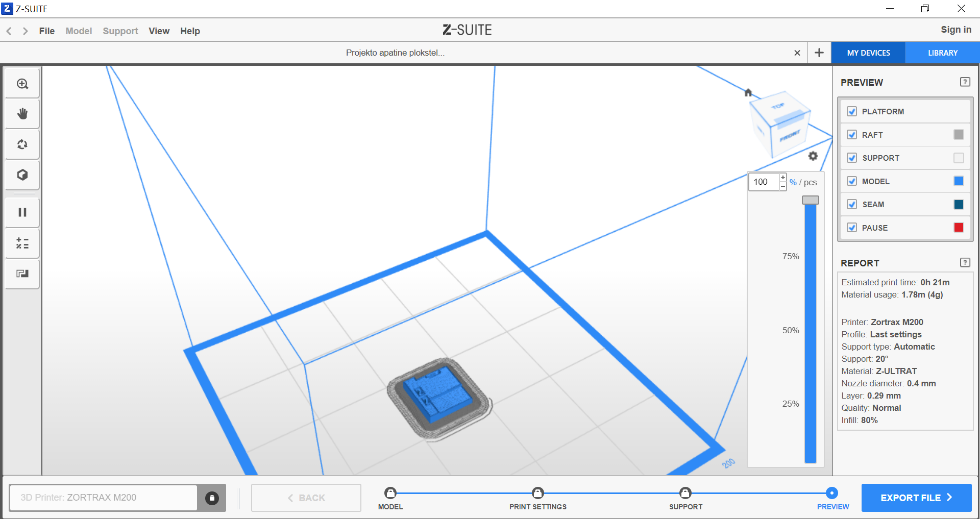 Z-SUITE
File Model Support View Help
Z-SUITE
Sign in
Projekto apatine plokstel...
MY DEVICES
LIBRARY
TOP
FRONT
100 % / pcs
75%
50%
25%
200
PREVIEW
PLATFORM
RAFT
SUPPORT
MODEL
SEAM
PAUSE
REPORT
Estimated print time: 0h 21m
Material usage: 1.78m (4g)
Printer: Zortrax M200
Profile: Last settings
Support type: Automatic
Support: 20°
Material: Z-ULTRAT
Nozzle diameter: 0.4 mm
Layer: 0.29 mm
Quality: Normal
Infill: 80%
3D Printer: ZORTRAX M200
BACK
MODEL
PRINT SETTINGS
SUPPORT
PREVIEW
EXPORT FILE